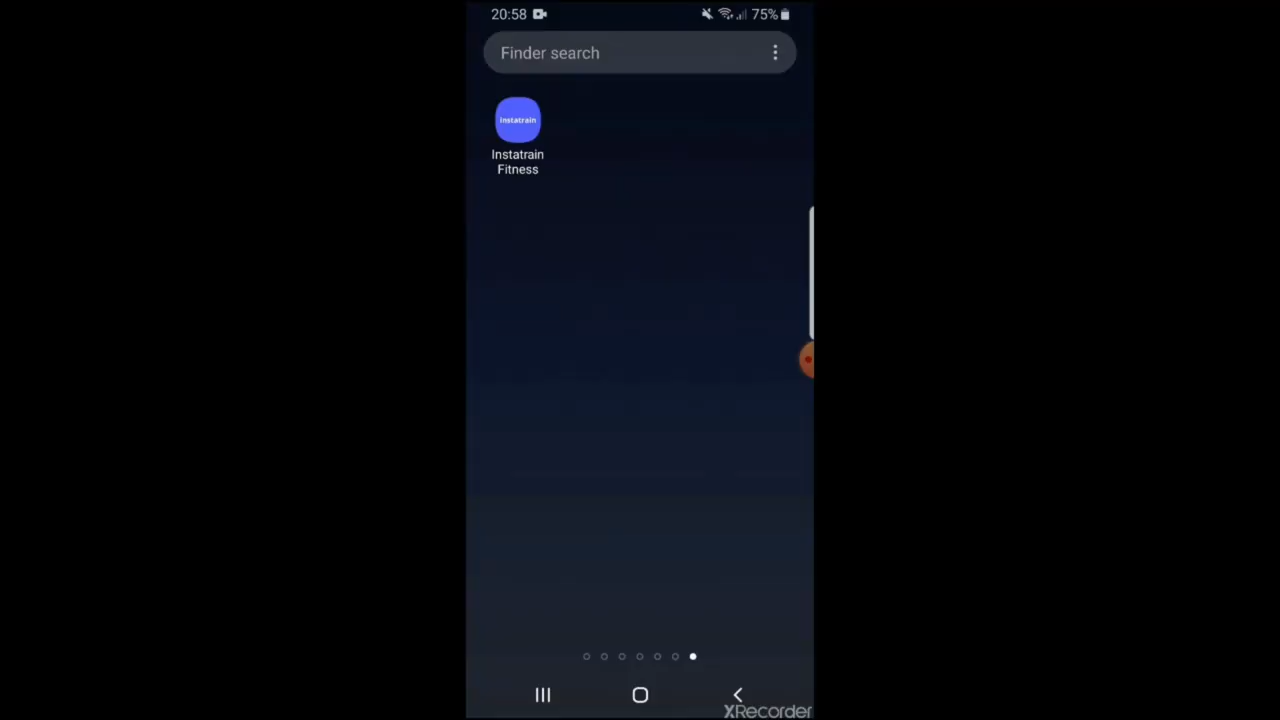 20:58
75%
Finder search
instatrain
Instatrain
Fitness
XRecorder